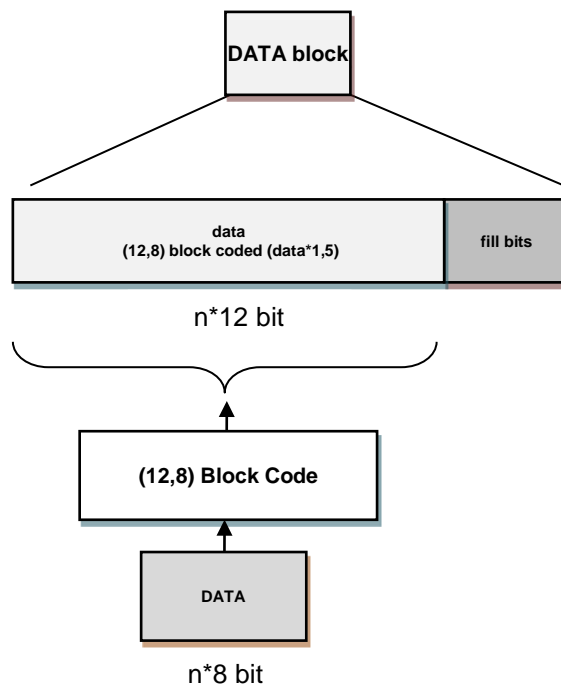 DATA block
data
(12,8) block coded (data*1,5)
fill bits
n*12 bit
(12,8) Block Code
DATA
n*8 bit